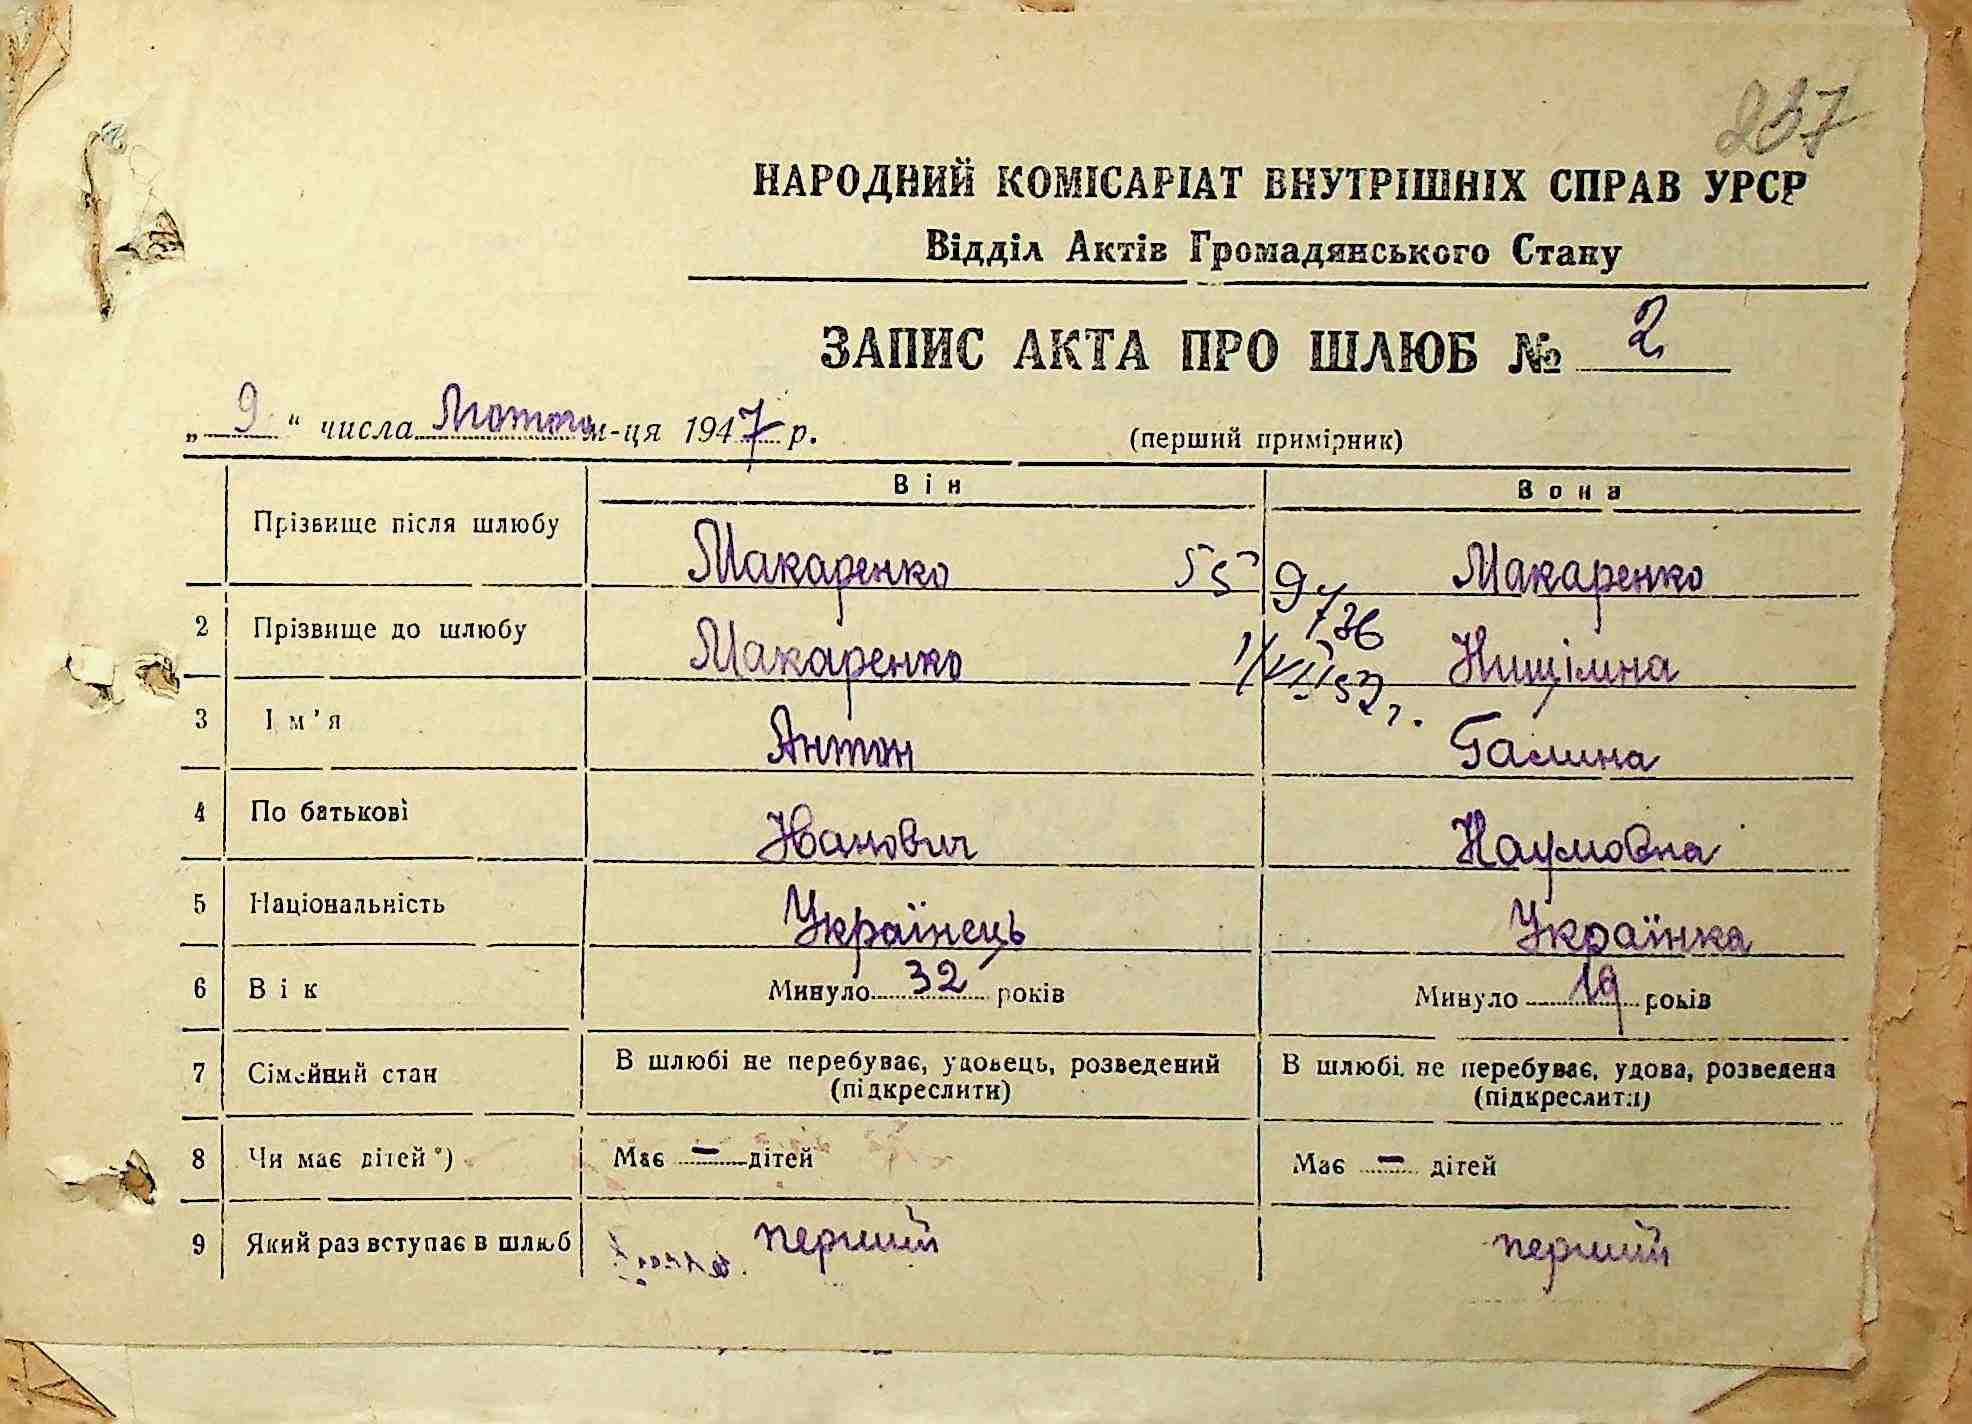 237
НАРОДНИЙ КОМІСАРІАТ ВНУТРІШНІХ СПРАВ УРСР
Відділ Актів Громадянського Стану
ЗАПИС АКТА ПРО ШЛЮБ № 2
„ 9 “ числа Лютого м-ця 1947 р. (перший примірник)
Він Вона
Прізвище після шлюбу Макаренко Макаренко
2 Прізвище до шлюбу Макаренко
3 Ім'я Антон Галина
4 По батькові Іванович Наумовна
5 Національність Українець Українка
6 Вік Минуло 32 років Минуло 19 років
7 Сімейний стан В шлюбі не перебуває, удовець, розведений (підкреслити) В шлюбі не перебуває, удова, розведена (підкреслити)
8 Чи має дітей*) Має — дітей Має — дітей
9 Який раз вступає в шлюб перший перший